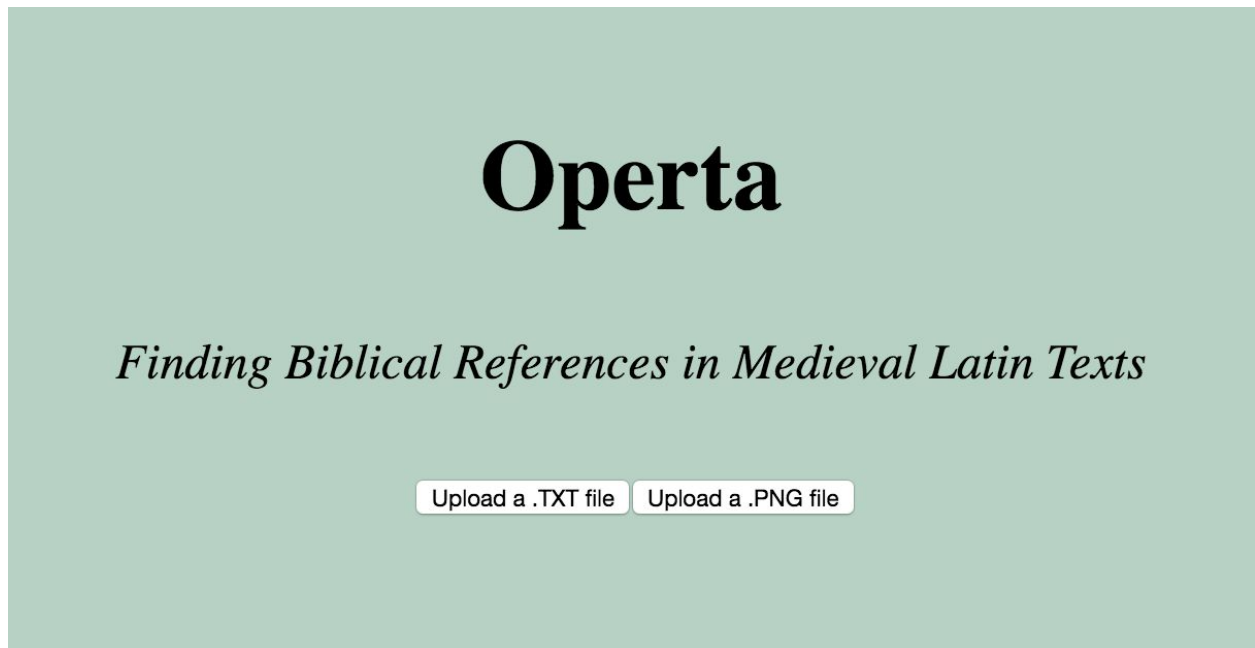 Operta
Finding Biblical References in Medieval Latin Texts
Upload a .TXT file Upload a .PNG file